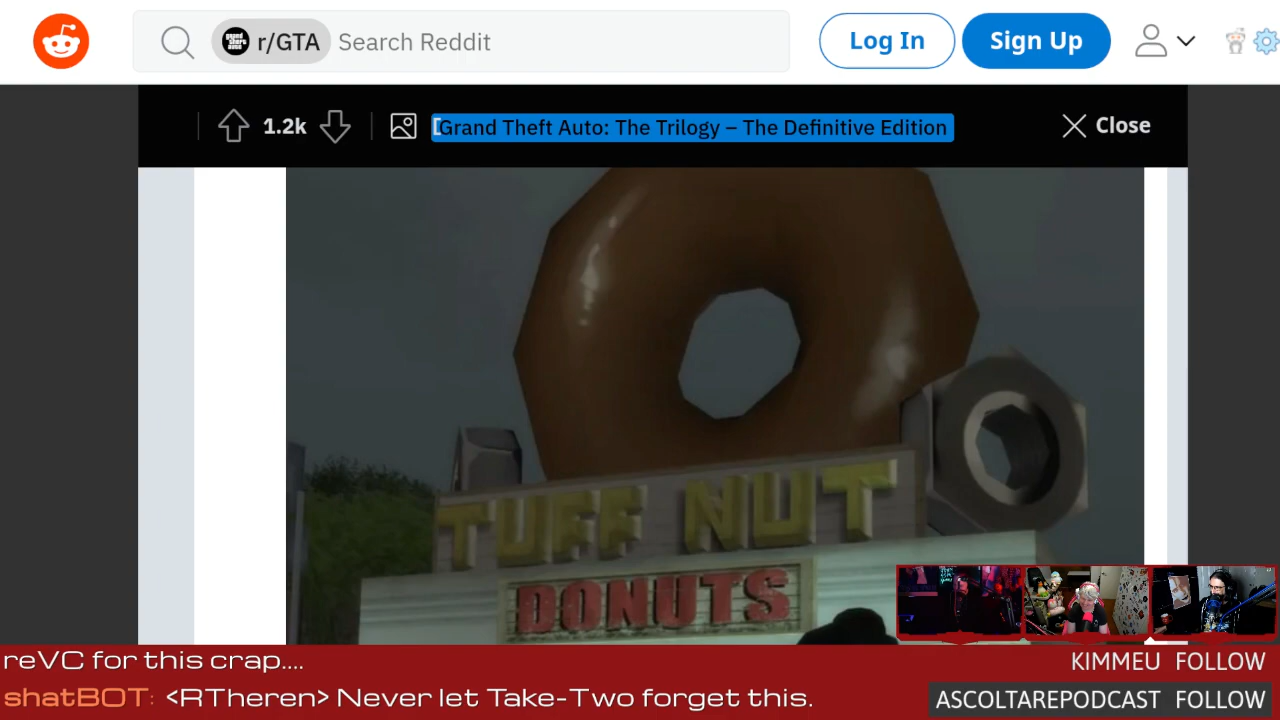 r/GTA Search Reddit Log In Sign Up
1.2k [Grand Theft Auto: The Trilogy – The Definitive Edition Close
TUFF NUT
DONUTS
reVC for this crap....
KIMMEU FOLLOW
shatBOT: <RTheren> Never let Take-Two forget this.
ASCOLTAREPODCAST FOLLOW